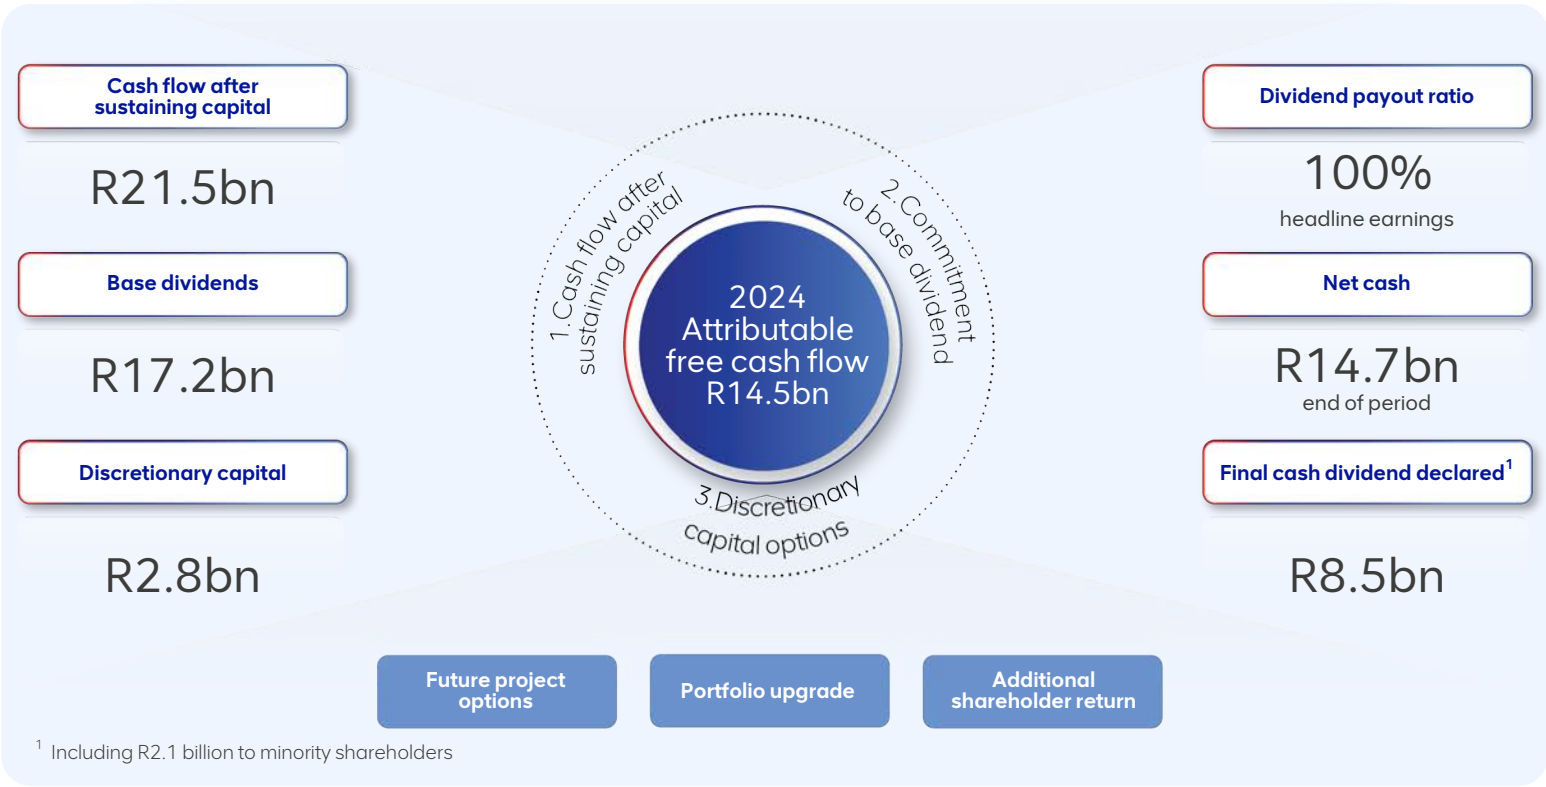 Cash flow after
sustaining capital
R21.5bn
Base dividends
R17.2bn
Discretionary capital
R2.8bn
1. Cash flow after
sustaining capital
2. Commitment
to base dividend
2024
Attributable
free cash flow
R14.5bn
3. Discretionary
capital options
Dividend payout ratio
100%
headline earnings
Net cash
R14.7bn
end of period
Final cash dividend declared¹
R8.5bn
Future project
options
Portfolio upgrade
Additional
shareholder return
¹ Including R2.1 billion to minority shareholders